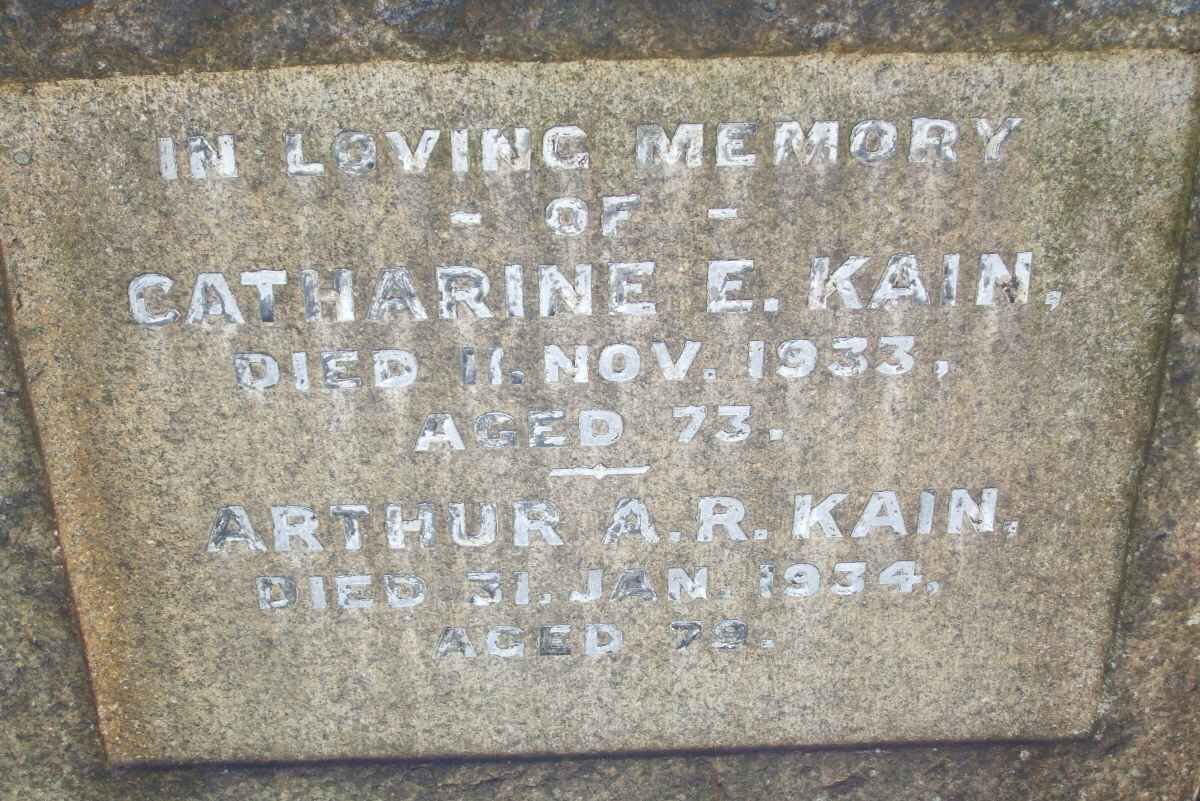 IN LOVING MEMORY
- OF -
CATHARINE E. KAIN,
DIED 11. NOV. 1933,
AGED 73.
ARTHUR A.R. KAIN,
DIED 31. JAN. 1934,
AGED 79.